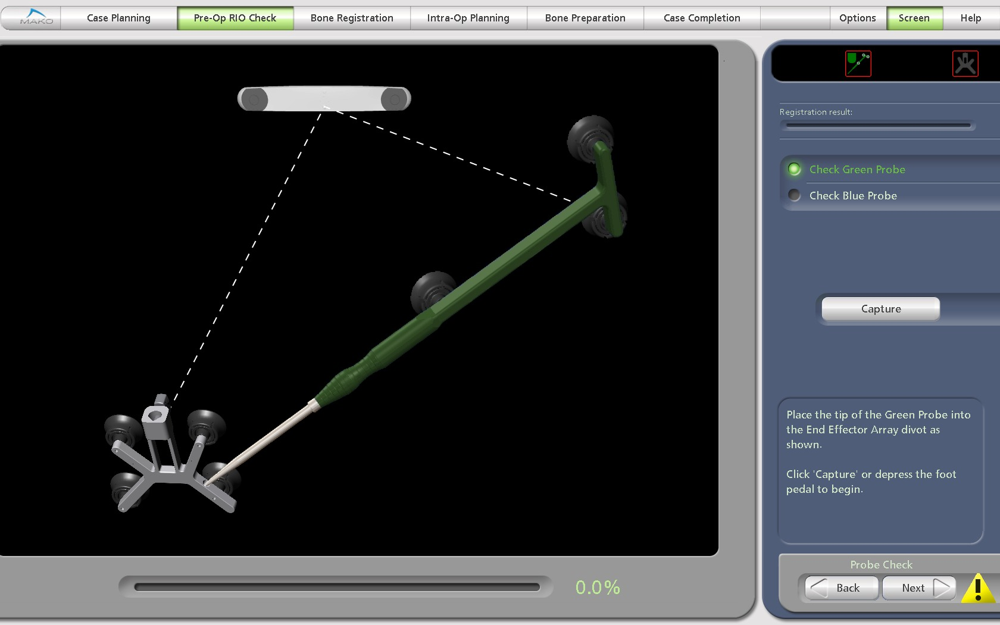 MAKO
Case Planning
Pre-Op RIO Check
Bone Registration
Intra-Op Planning
Bone Preparation
Case Completion
Options
Screen
Help
Registration result:
Check Green Probe
Check Blue Probe
Capture
Place the tip of the Green Probe into
the End Effector Array divot as
shown.
Click 'Capture' or depress the foot
pedal to begin.
Probe Check
Back
Next
0.0%